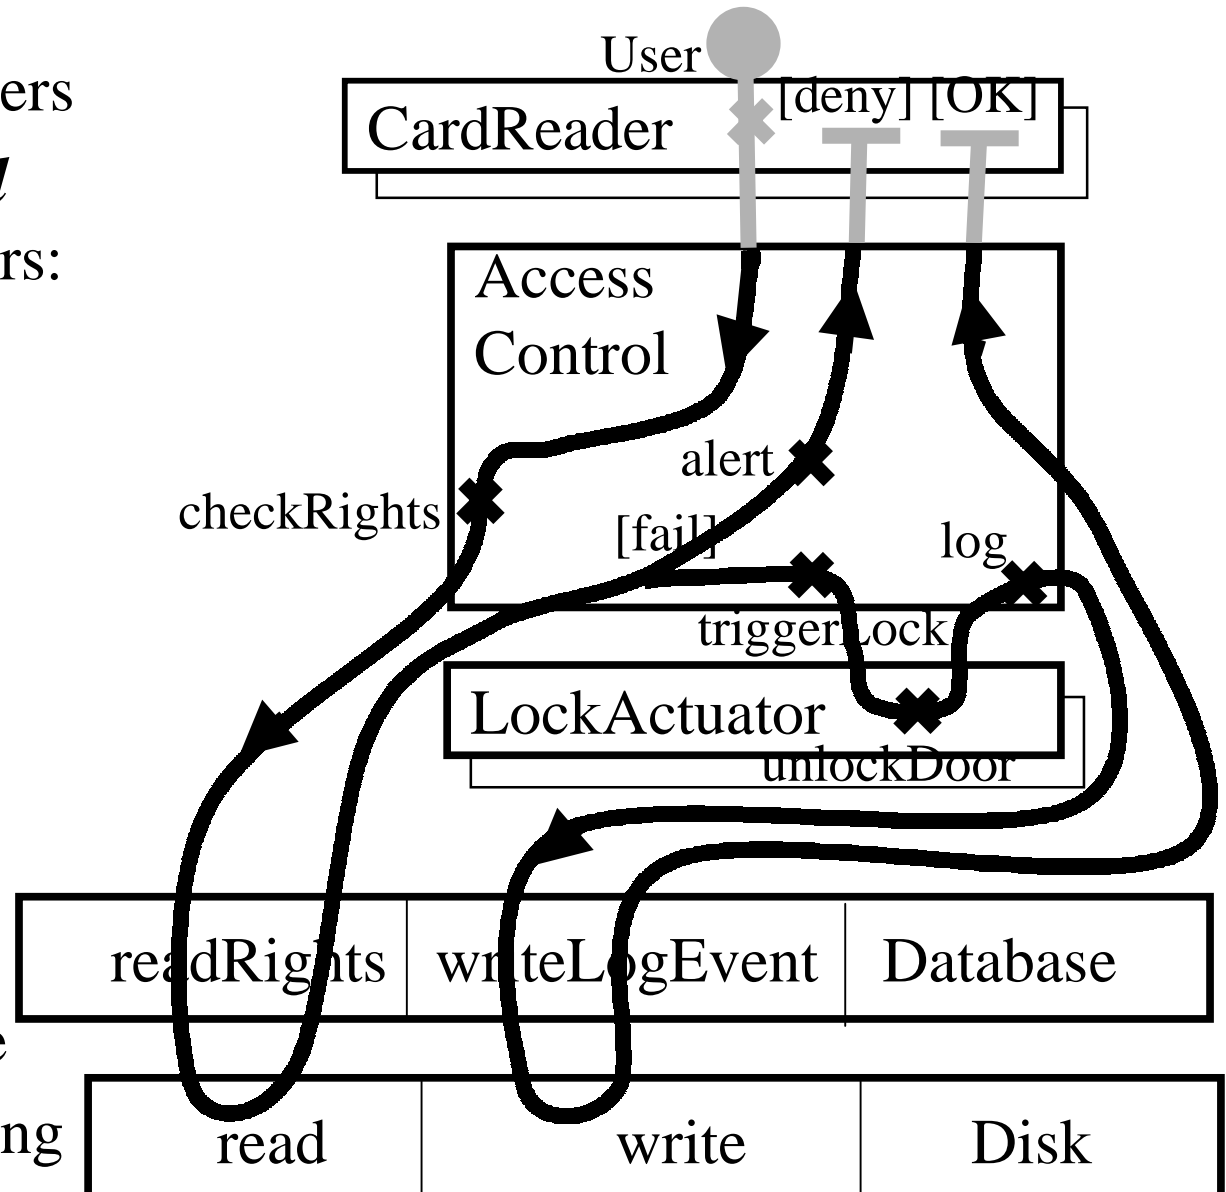 User
ers
[deny] [OK]
CardReader
rs:
Access
Control
alert
checkRights
[fail]
log
triggerLock
LockActuator
unlockDoor
readRights writeLogEvent Database
e
ng
read write Disk